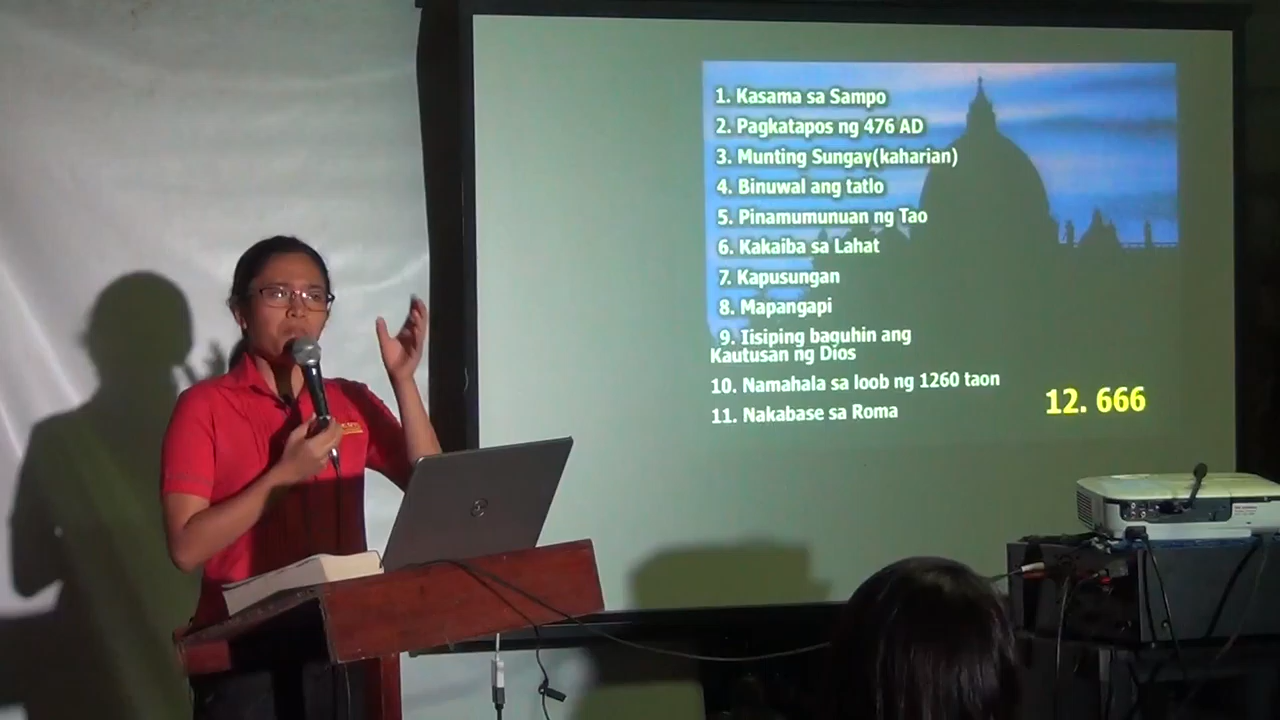 1. Kasama sa Sampo
2. Pagkatapos ng 476 AD
3. Munting Sungay(kaharian)
4. Binuwal ang tatlo
5. Pinamumunuan ng Tao
6. Kakaiba sa Lahat
7. Kapusungan
8. Mapangapi
9. Iisiping baguhin ang
Kautusan ng Dios
10. Namahala sa loob ng 1260 taon
11. Nakabase sa Roma
12. 666